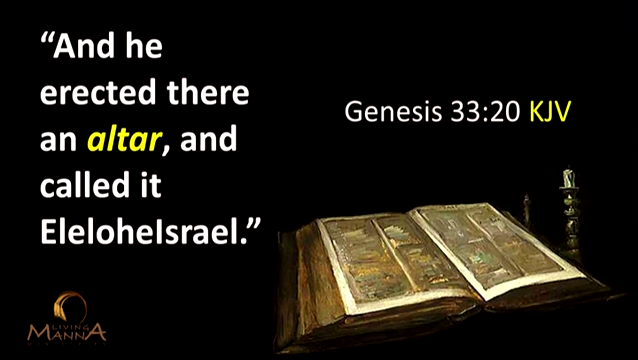 “And he
erected there
an altar, and
called it
EleloheIsrael.”
Genesis 33:20 KJV
LIVING
MANNA